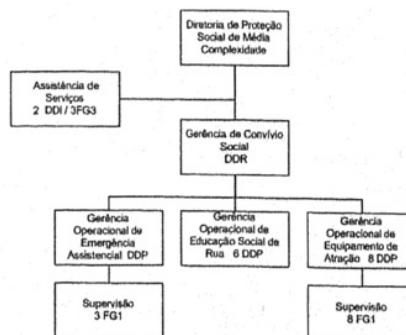 Diretoria de Proteção
Social de Média
Complexidade
Assistência de
Serviços
2 DDI / 3FG3
Gerência de Convívio
Social
DDR
Gerência
Operacional de
Emergência
Assistencial DDP
Gerência
Operacional de
Educação Social de
Rua 6 DDP
Gerência
Operacional de
Equipamento de
Atração 8 DDP
Supervisão
3 FG1
Supervisão
8 FG1